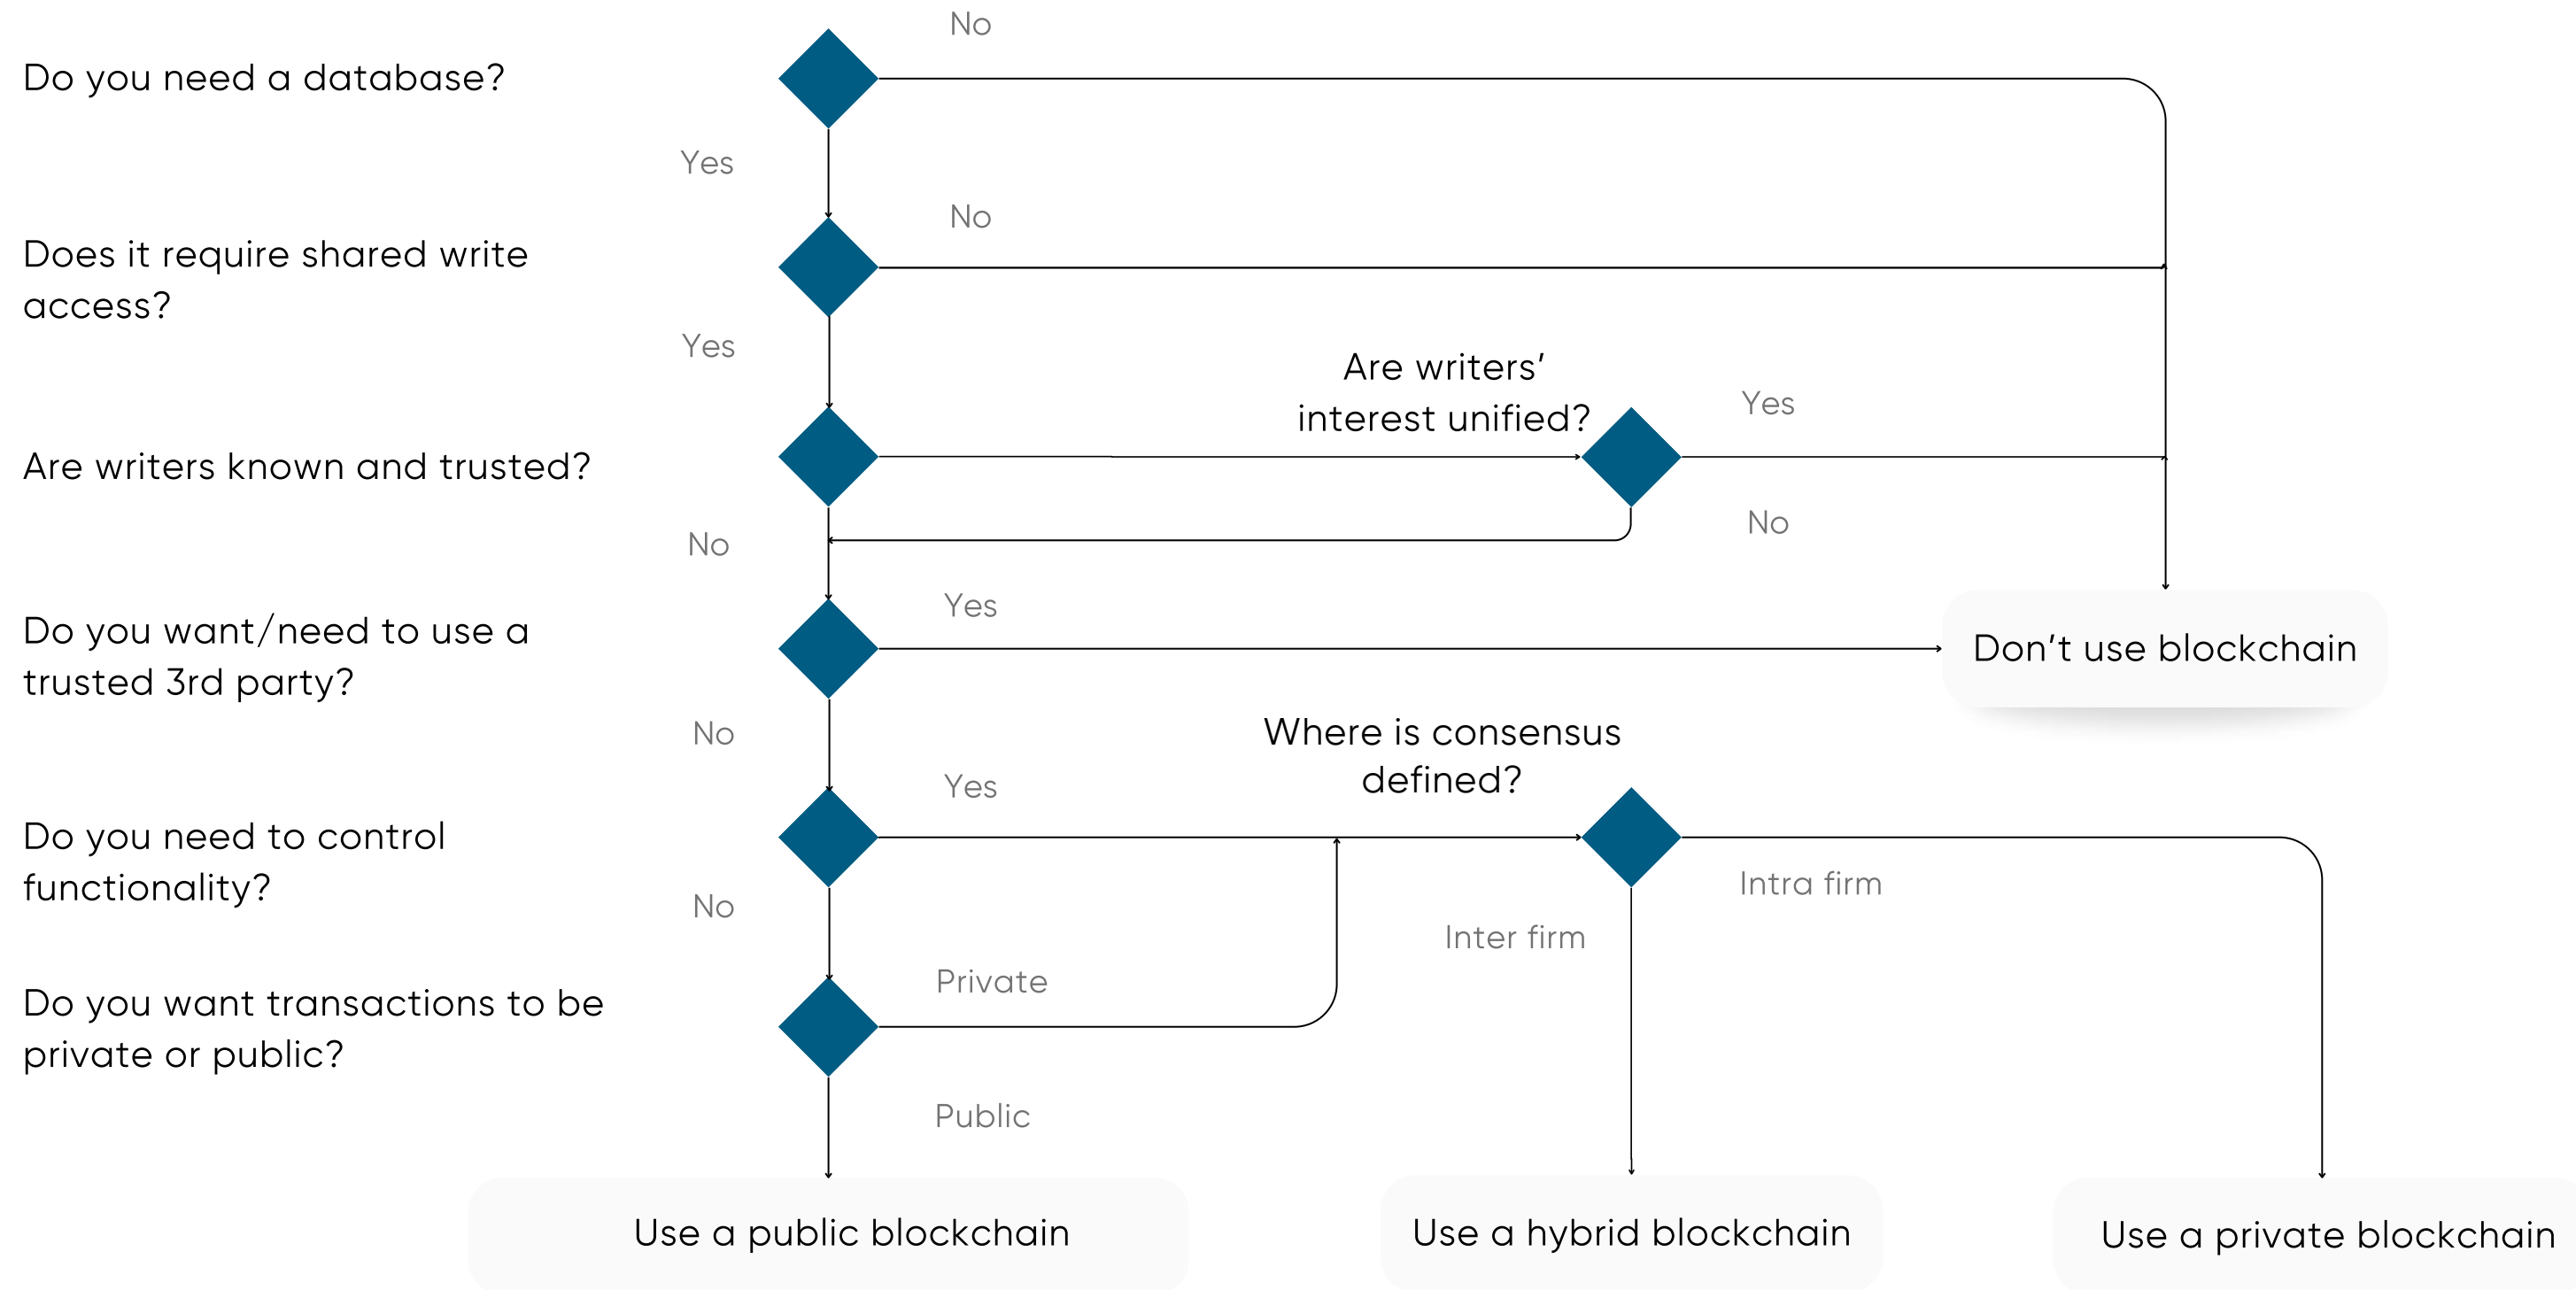 No
Do you need a database?
Yes
No
Does it require shared write
access?
Yes
Are writers’
interest unified?
Yes
Are writers known and trusted?
No
No
Yes
Do you want/need to use a
trusted 3rd party?
Don’t use blockchain
No
Where is consensus
defined?
Yes
Do you need to control
functionality?
Intra firm
No
Inter firm
Private
Do you want transactions to be
private or public?
Public
Use a public blockchain
Use a hybrid blockchain
Use a private blockchain